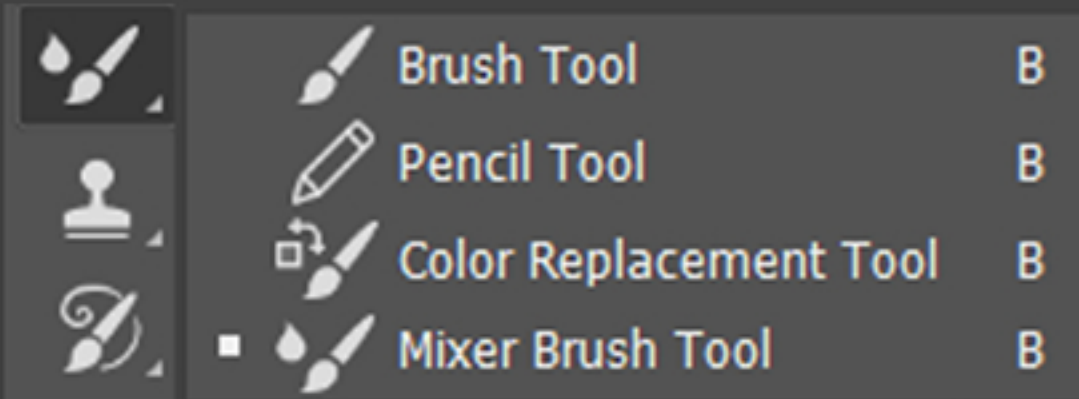 Brush Tool B
Pencil Tool B
Color Replacement Tool B
Mixer Brush Tool B